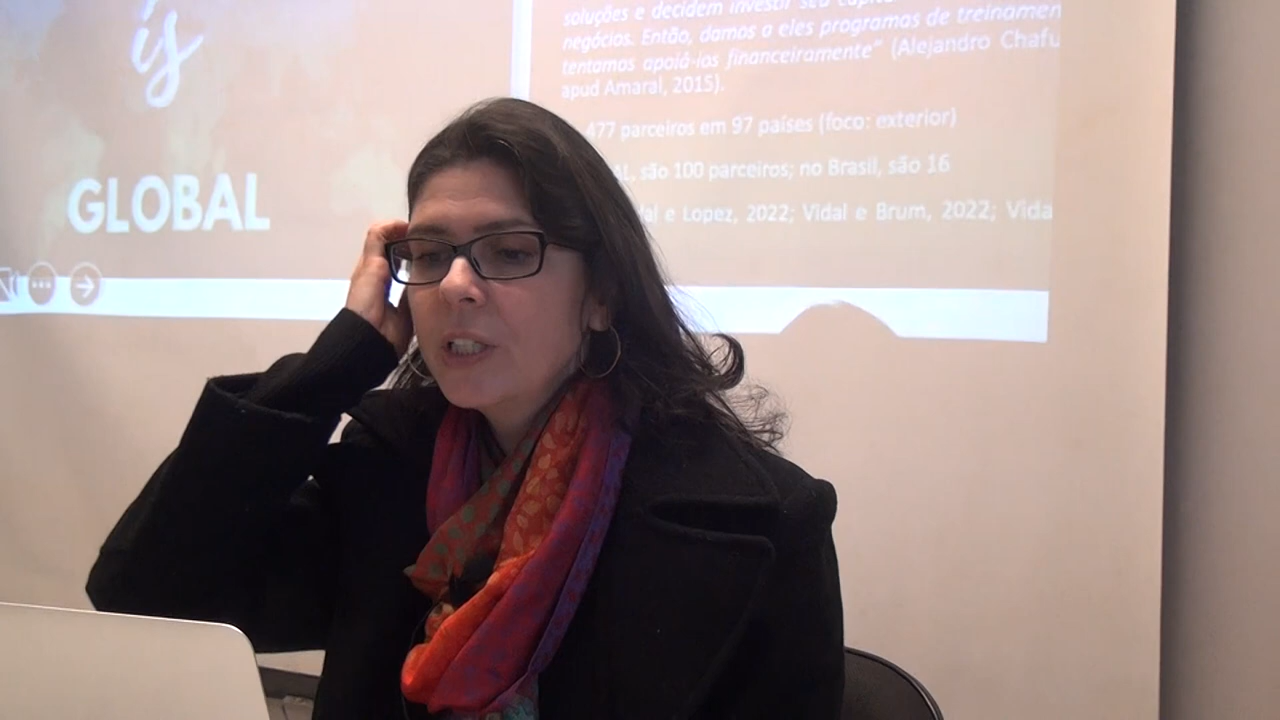 is
GLOBAL
soluções e decidem investir seu
negócios. Então, damos a eles programas de treinamen
tentamos apoiá-los financeiramente" (Alejandro Chafu
apud Amaral, 2015).
477 parceiros em 97 países (foco: exterior)
AL, são 100 parceiros; no Brasil, são 16
dal e Lopez, 2022; Vidal e Brum, 2022; Vida